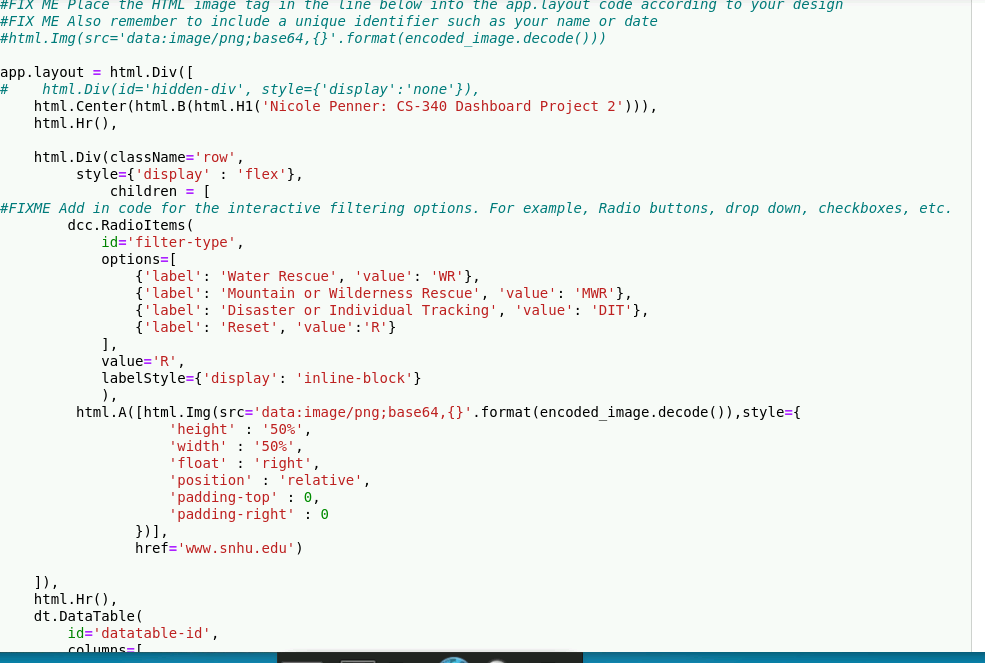 #FIX ME Place the HTML image tag in the line below into the app.layout code according to your design
#FIX ME Also remember to include a unique identifier such as your name or date
#html.Img(src='data:image/png;base64,{}'.format(encoded_image.decode()))

app.layout = html.Div([
#    html.Div(id='hidden-div', style={'display':'none'}),
    html.Center(html.B(html.H1('Nicole Penner: CS-340 Dashboard Project 2'))),
    html.Hr(),

    html.Div(className='row',
         style={'display' : 'flex'},
             children = [
#FIXME Add in code for the interactive filtering options. For example, Radio buttons, drop down, checkboxes, etc.
        dcc.RadioItems(
            id='filter-type',
            options=[
                {'label': 'Water Rescue', 'value': 'WR'},
                {'label': 'Mountain or Wilderness Rescue', 'value': 'MWR'},
                {'label': 'Disaster or Individual Tracking', 'value': 'DIT'},
                {'label': 'Reset', 'value':'R'}
            ],
            value='R',
            labelStyle={'display': 'inline-block'}
            ),
         html.A([html.Img(src='data:image/png;base64,{}'.format(encoded_image.decode()),style={
                    'height' : '50%',
                    'width' : '50%',
                    'float' : 'right',
                    'position' : 'relative',
                    'padding-top' : 0,
                    'padding-right' : 0
                })],
                href='www.snhu.edu')

    ]),
    html.Hr(),
    dt.DataTable(
        id='datatable-id',
        columns=[